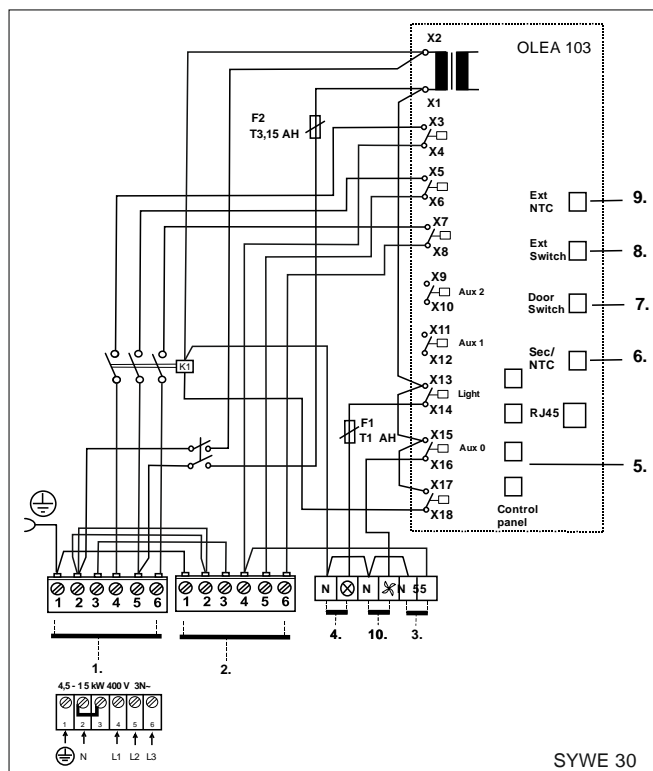 X2
OLEA 103
X1
F2
T3,15 AH
X3
X4
X5
X6
X7
X8
X9
Aux 2
X10
X11
Aux 1
X12
X13
Light
X14
F1
T1 AH
X15
Aux 0
X16
X17
X18
Ext
NTC
9.
Ext
Switch
8.
Door
Switch
7.
Sec/
NTC
6.
RJ45
5.
Control
panel
K1
1 2 3 4 5 6
1 2 3 4 5 6
N N N 55
1.
2.
4. 10. 3.
4,5 - 15 kW 400 V 3N~
1 2 3 4 5 6
N L1 L2 L3
SYWE 30